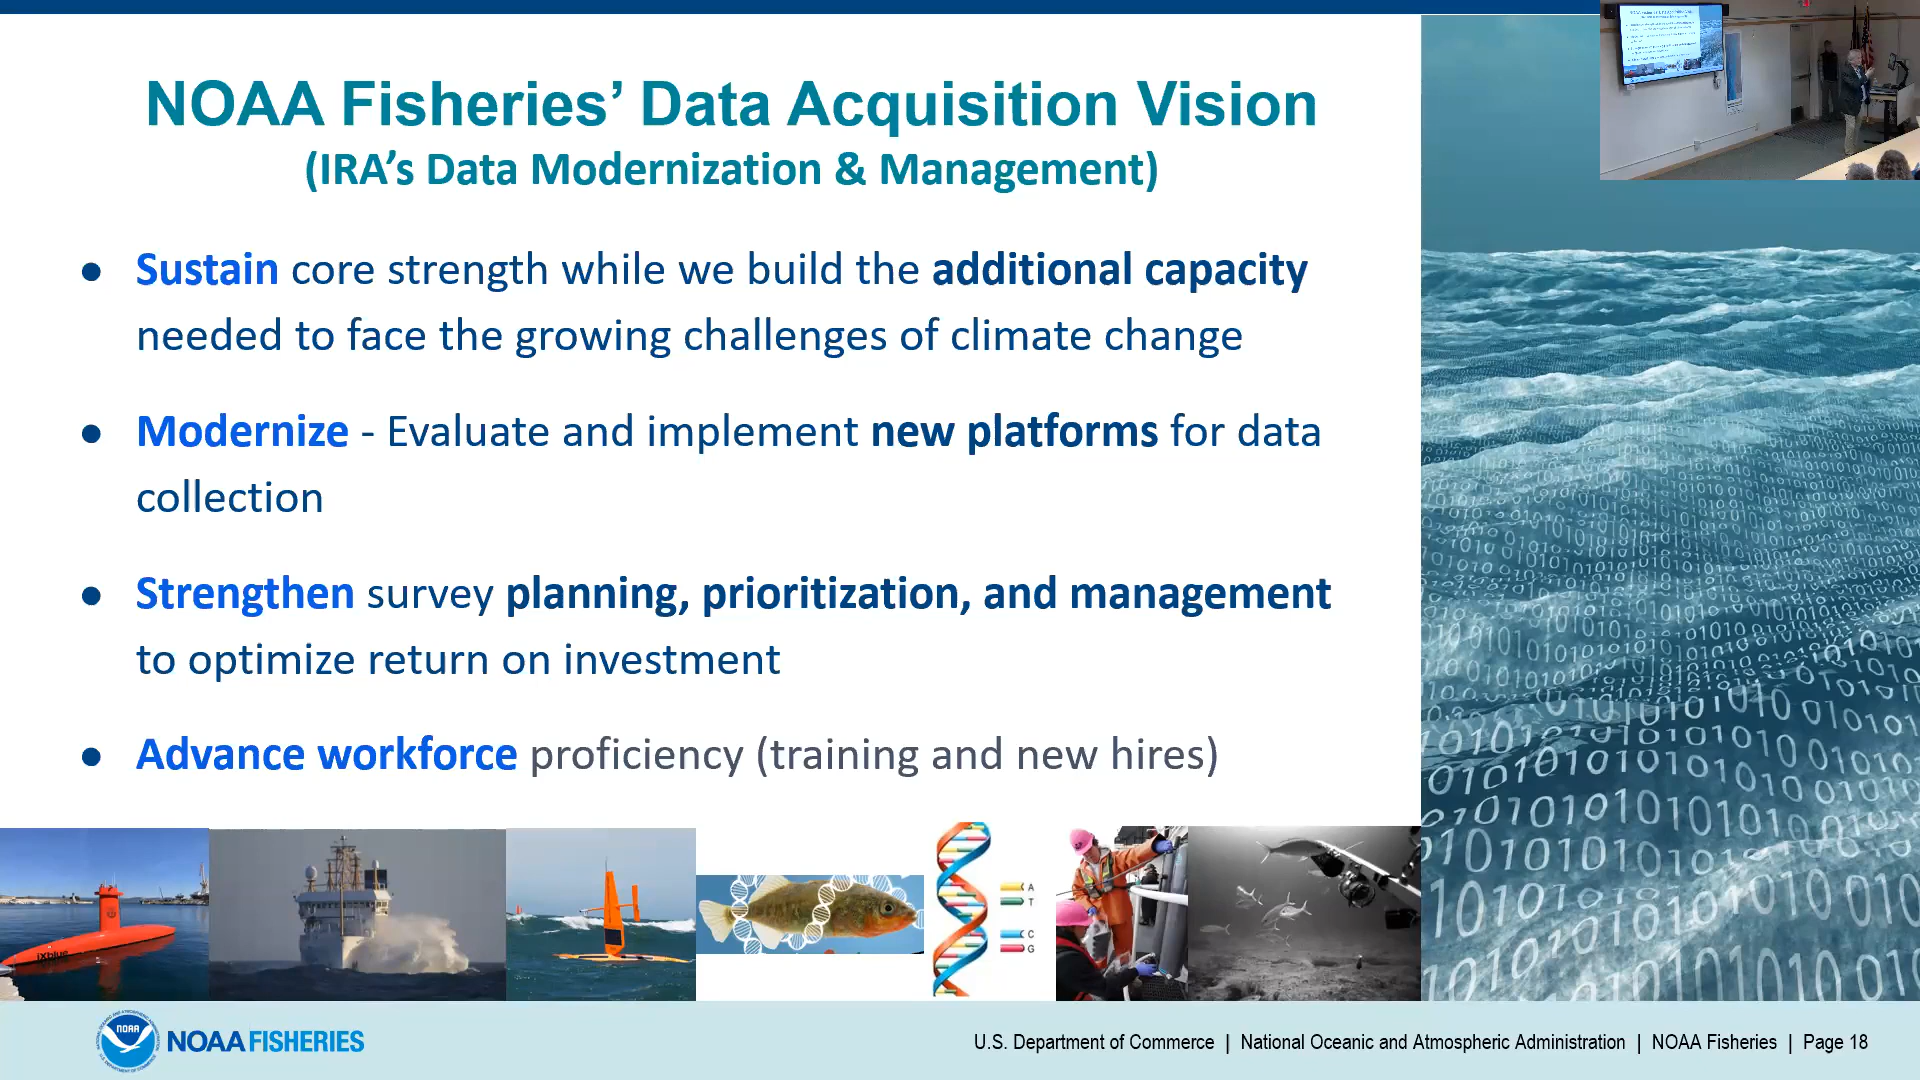 NOAA Fisheries’ Data Acquisition Vision
(IRA’s Data Modernization & Management)
● Sustain core strength while we build the additional capacity
needed to face the growing challenges of climate change
● Modernize - Evaluate and implement new platforms for data
collection
● Strengthen survey planning, prioritization, and management
to optimize return on investment
● Advance workforce proficiency (training and new hires)
iXblue
A
T
C
G
NOAA
NOAA FISHERIES
U.S. Department of Commerce | National Oceanic and Atmospheric Administration | NOAA Fisheries | Page 18